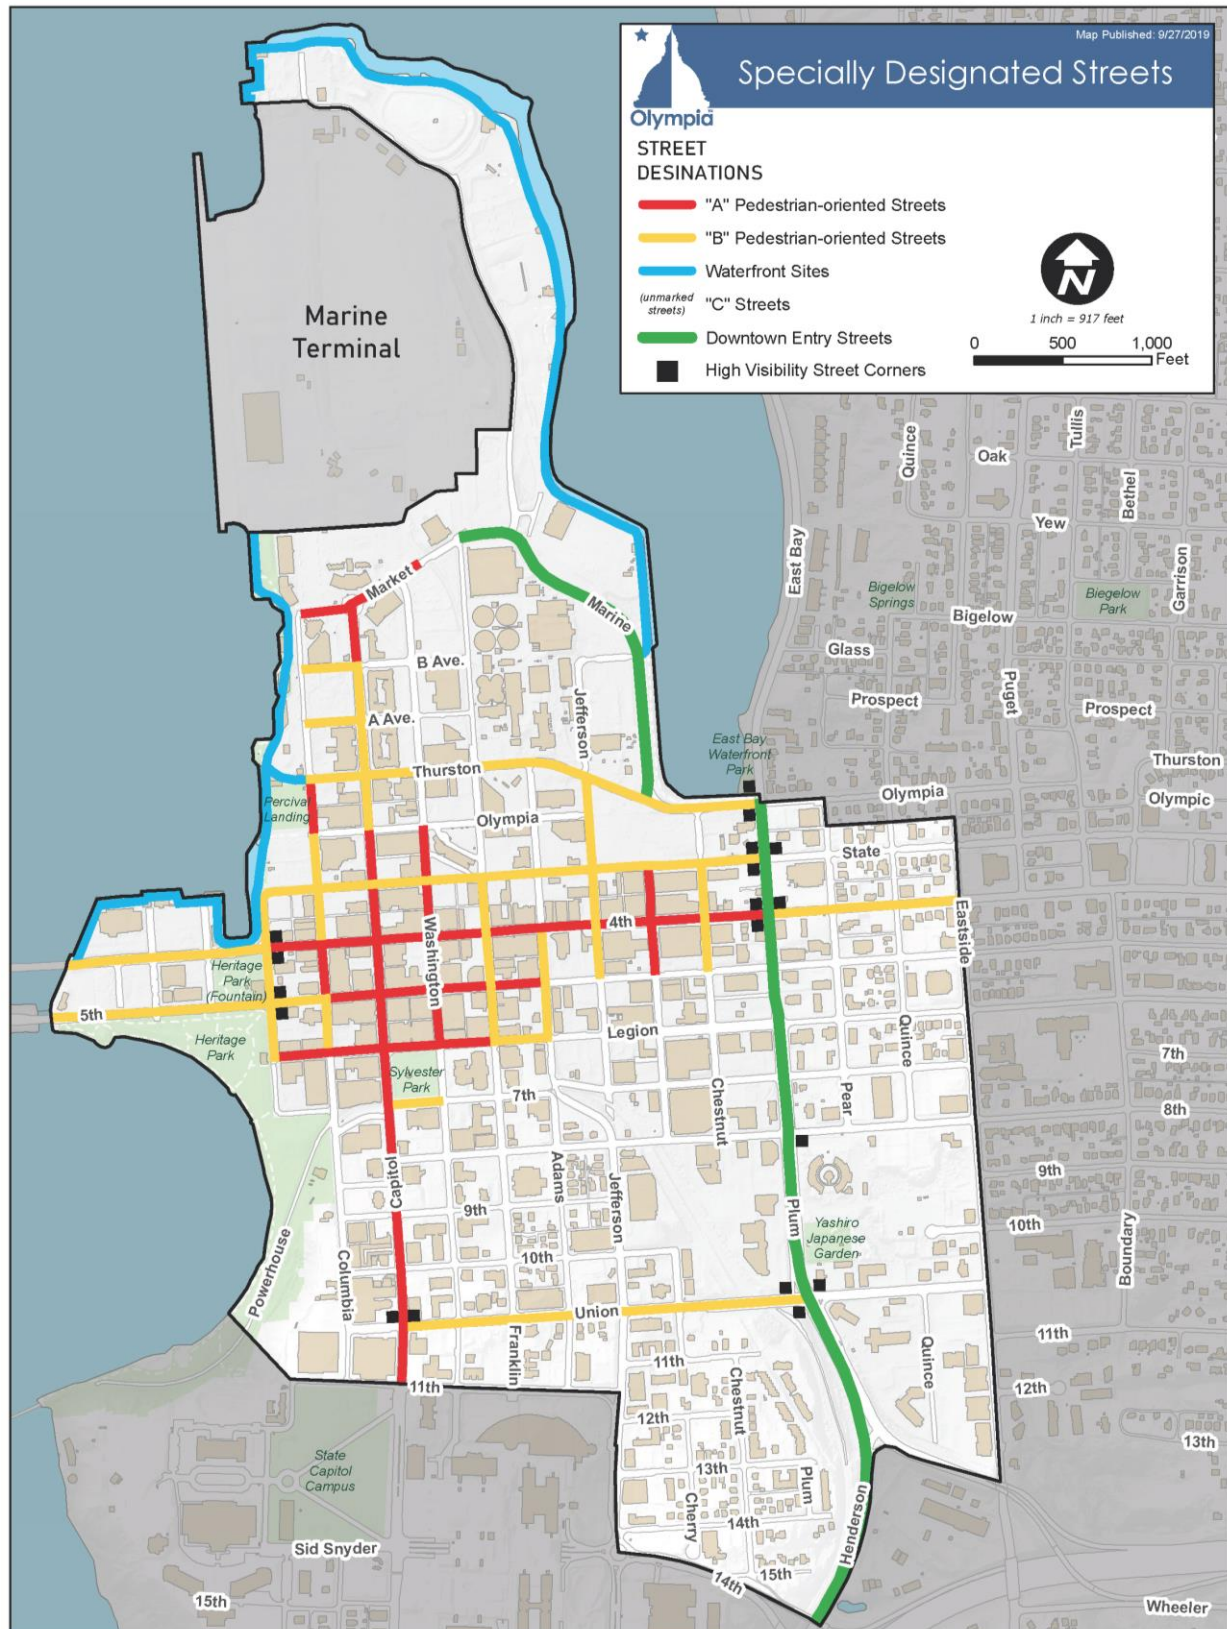 Map Published: 9/27/2019
Specially Designated Streets
Olympia
STREET
DESINATIONS
"A" Pedestrian-oriented Streets
"B" Pedestrian-oriented Streets
Waterfront Sites
(unmarked
streets)
"C" Streets
Downtown Entry Streets
High Visibility Street Corners
N
1 inch = 917 feet
0 500 1,000
Feet
Marine
Terminal
Quince
Oak
Tullis
Bethel
Yew
East Bay
Garrison
Bigelow
Springs
Biegelow
Park
Bigelow
Market
Marine
Glass
B Ave.
Jefferson
Prospect
Puget
Prospect
A Ave.
East Bay
Waterfront
Park
Thurston
Thurston
Olympia
Olympic
Percival
Landing
Olympia
State
Washington
4th
Eastside
Heritage
Park
(Fountain)
5th
Heritage
Park
Legion
Quince
7th
Sylvester
Park
7th
Chestnut
Pear
8th
Capitol
Adams
Jefferson
9th
9th
Plum
Yashiro
Japanese
Garden
10th
10th
Boundary
Powerhouse
Columbia
Union
Franklin
11th
Quince
11th
11th
Chestnut
12th
12th
13th
State
Capitol
Campus
13th
Plum
Cherry
14th
Henderson
Sid Snyder
15th
14th
15th
Wheeler